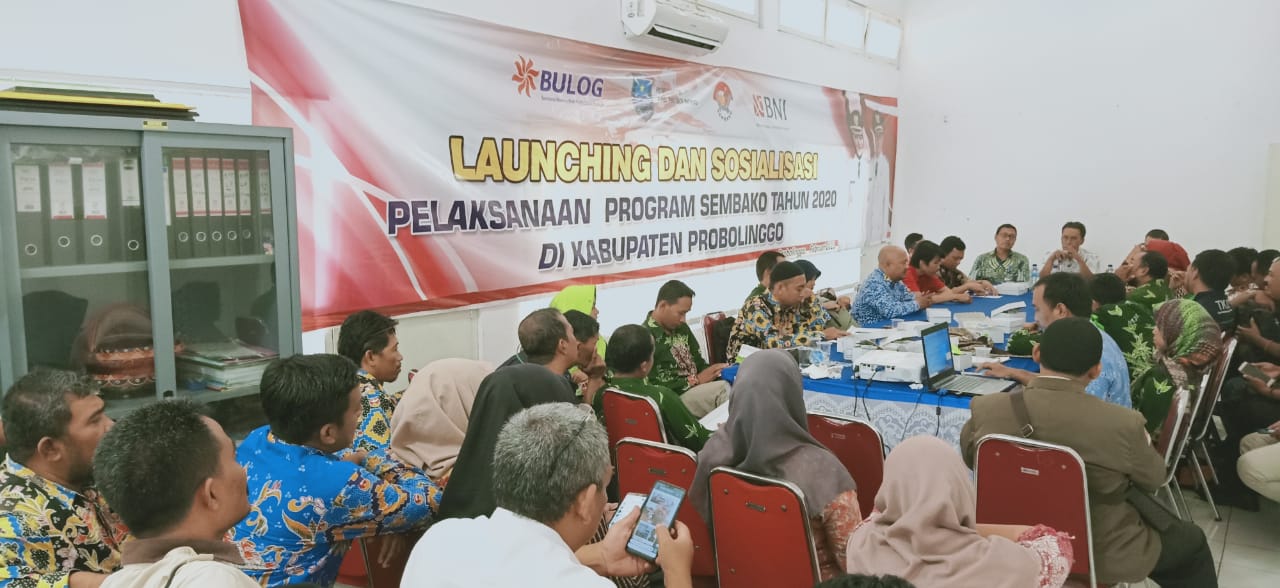 BULOG
BNI
LAUNCHING DAN SOSIALISASI
PELAKSANAAN PROGRAM SEMBAKO TAHUN 2020
DI KABUPATEN PROBOLINGGO